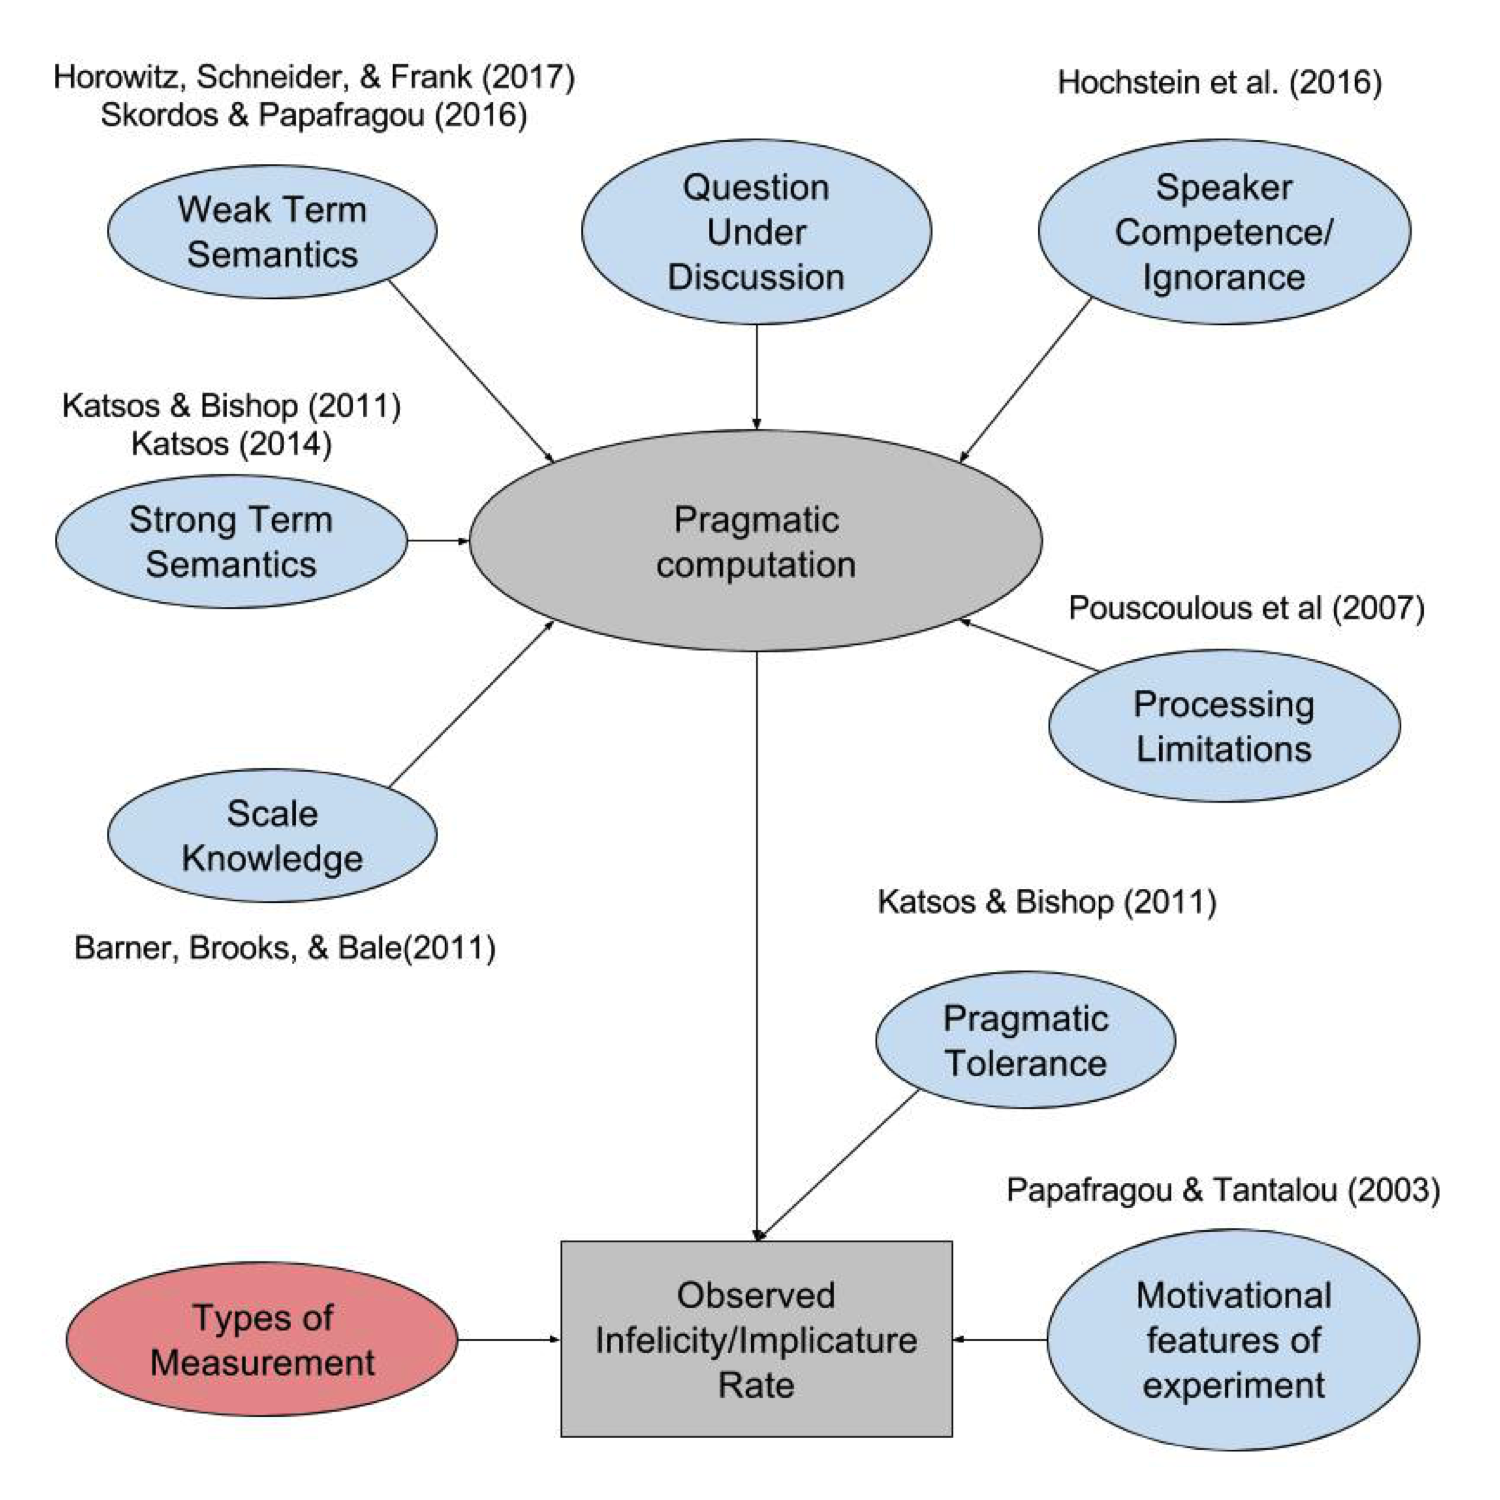 Horowitz, Schneider, & Frank (2017)
Skordos & Papafragou (2016)
Weak Term
Semantics
Question
Under
Discussion
Hochstein et al. (2016)
Speaker
Competence/
Ignorance
Katsos & Bishop (2011)
Katsos (2014)
Strong Term
Semantics
Pragmatic
computation
Pouscoulous et al (2007)
Processing
Limitations
Scale
Knowledge
Barner, Brooks, & Bale(2011)
Katsos & Bishop (2011)
Pragmatic
Tolerance
Papafragou & Tantalou (2003)
Types of
Measurement
Observed
Infelicity/Implicature
Rate
Motivational
features of
experiment